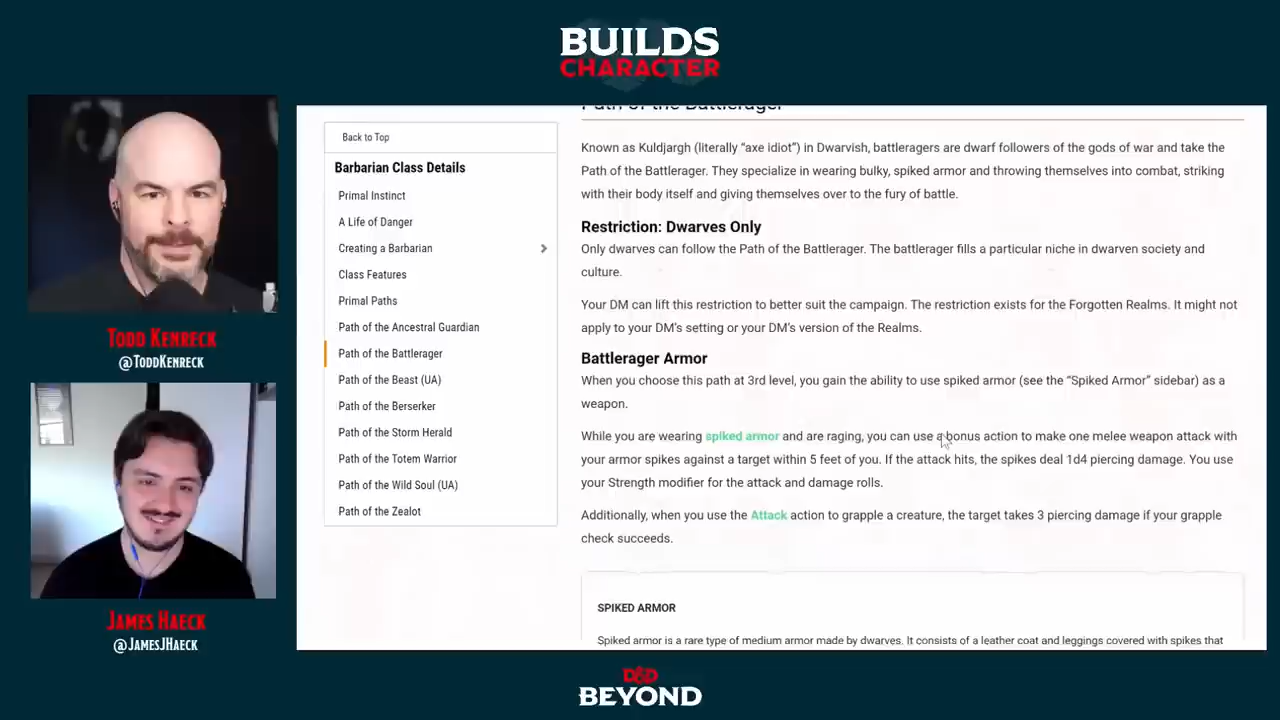 BUILDS
CHARACTER
TODD KENRECK
@TODDKENRECK
JAMES HAECK
@JAMESJHAECK
Back to Top
Barbarian Class Details
Primal Instinct
A Life of Danger
Creating a Barbarian
Class Features
Primal Paths
Path of the Ancestral Guardian
Path of the Battlerager
Path of the Beast (UA)
Path of the Berserker
Path of the Storm Herald
Path of the Totem Warrior
Path of the Wild Soul (UA)
Path of the Zealot
Path of the Battlerager
Known as Kuldjargh (literally “axe idiot”) in Dwarvish, battleragers are dwarf followers of the gods of war and take the
Path of the Battlerager. They specialize in wearing bulky, spiked armor and throwing themselves into combat, striking
with their body itself and giving themselves over to the fury of battle.
Restriction: Dwarves Only
Only dwarves can follow the Path of the Battlerager. The battlerager fills a particular niche in dwarven society and
culture.
Your DM can lift this restriction to better suit the campaign. The restriction exists for the Forgotten Realms. It might not
apply to your DM’s setting or your DM’s version of the Realms.
Battlerager Armor
When you choose this path at 3rd level, you gain the ability to use spiked armor (see the “Spiked Armor” sidebar) as a
weapon.
While you are wearing spiked armor and are raging, you can use a bonus action to make one melee weapon attack with
your armor spikes against a target within 5 feet of you. If the attack hits, the spikes deal 1d4 piercing damage. You use
your Strength modifier for the attack and damage rolls.
Additionally, when you use the Attack action to grapple a creature, the target takes 3 piercing damage if your grapple
check succeeds.
SPIKED ARMOR
Spiked armor is a rare type of medium armor made by dwarves. It consists of a leather coat and leggings covered with spikes that
D&D
BEYOND